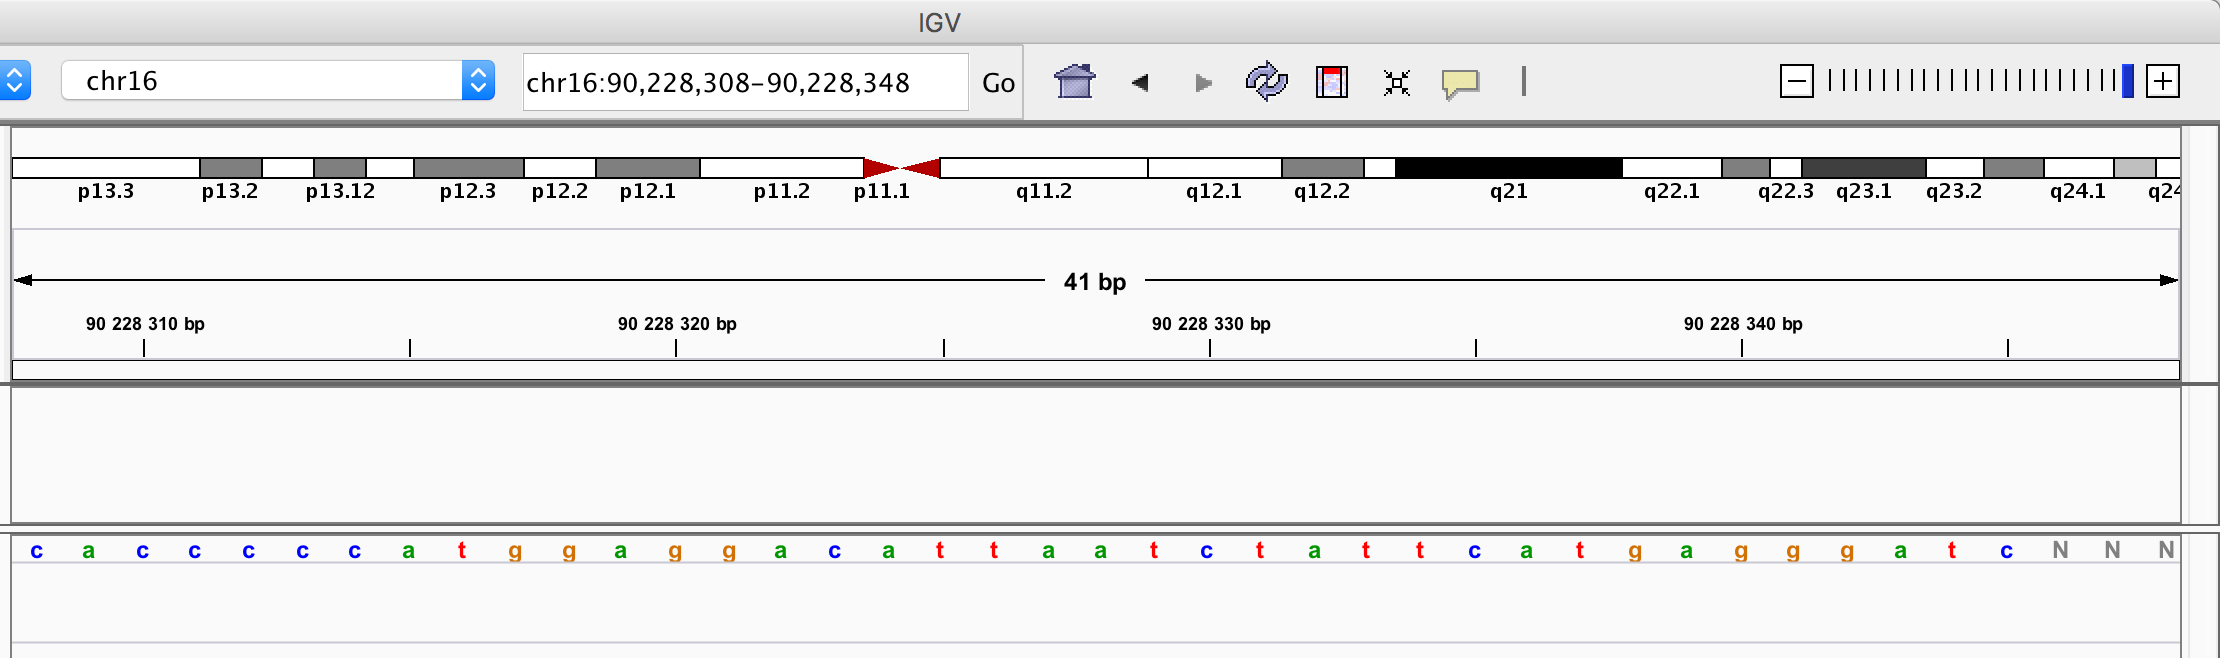 IGV
chr16 chr16:90,228,308-90,228,348 Go
p13.3 p13.2 p13.12 p12.3 p12.2 p12.1 p11.2 p11.1 q11.2 q12.1 q12.2 q21 q22.1 q22.3 q23.1 q23.2 q24.1 q24
41 bp
90 228 310 bp 90 228 320 bp 90 228 330 bp 90 228 340 bp
c a c c c c c a t g g a g g a c a t t a a t c t a t t c a t g a g g g a t c N N N